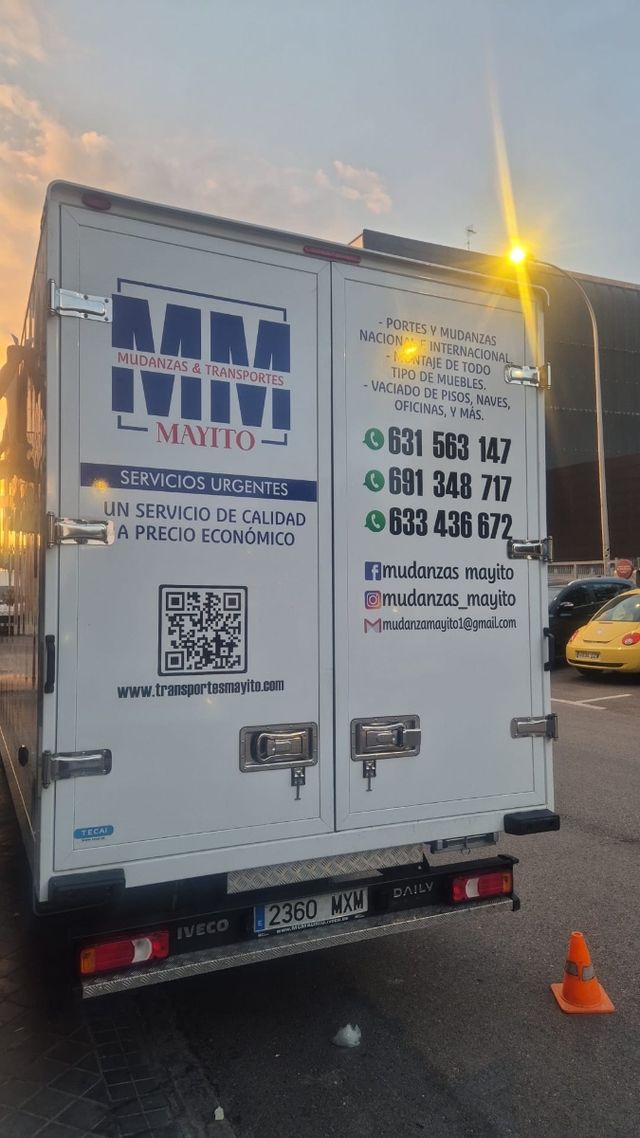 MM
MUDANZAS & TRANSPORTES
MAYITO
SERVICIOS URGENTES
UN SERVICIO DE CALIDAD
A PRECIO ECONÓMICO
www.transportesmayito.com
- PORTES Y MUDANZAS
NACIONAL E INTERNACIONAL.
- MONTAJE DE TODO
TIPO DE MUEBLES.
- VACIADO DE PISOS, NAVES,
OFICINAS, Y MÁS.
631 563 147
691 348 717
633 436 672
mudanzas mayito
mudanzas_mayito
mudanzamayito1@gmail.com
TECAI
IVECO
E 2360 MXM
DAILY